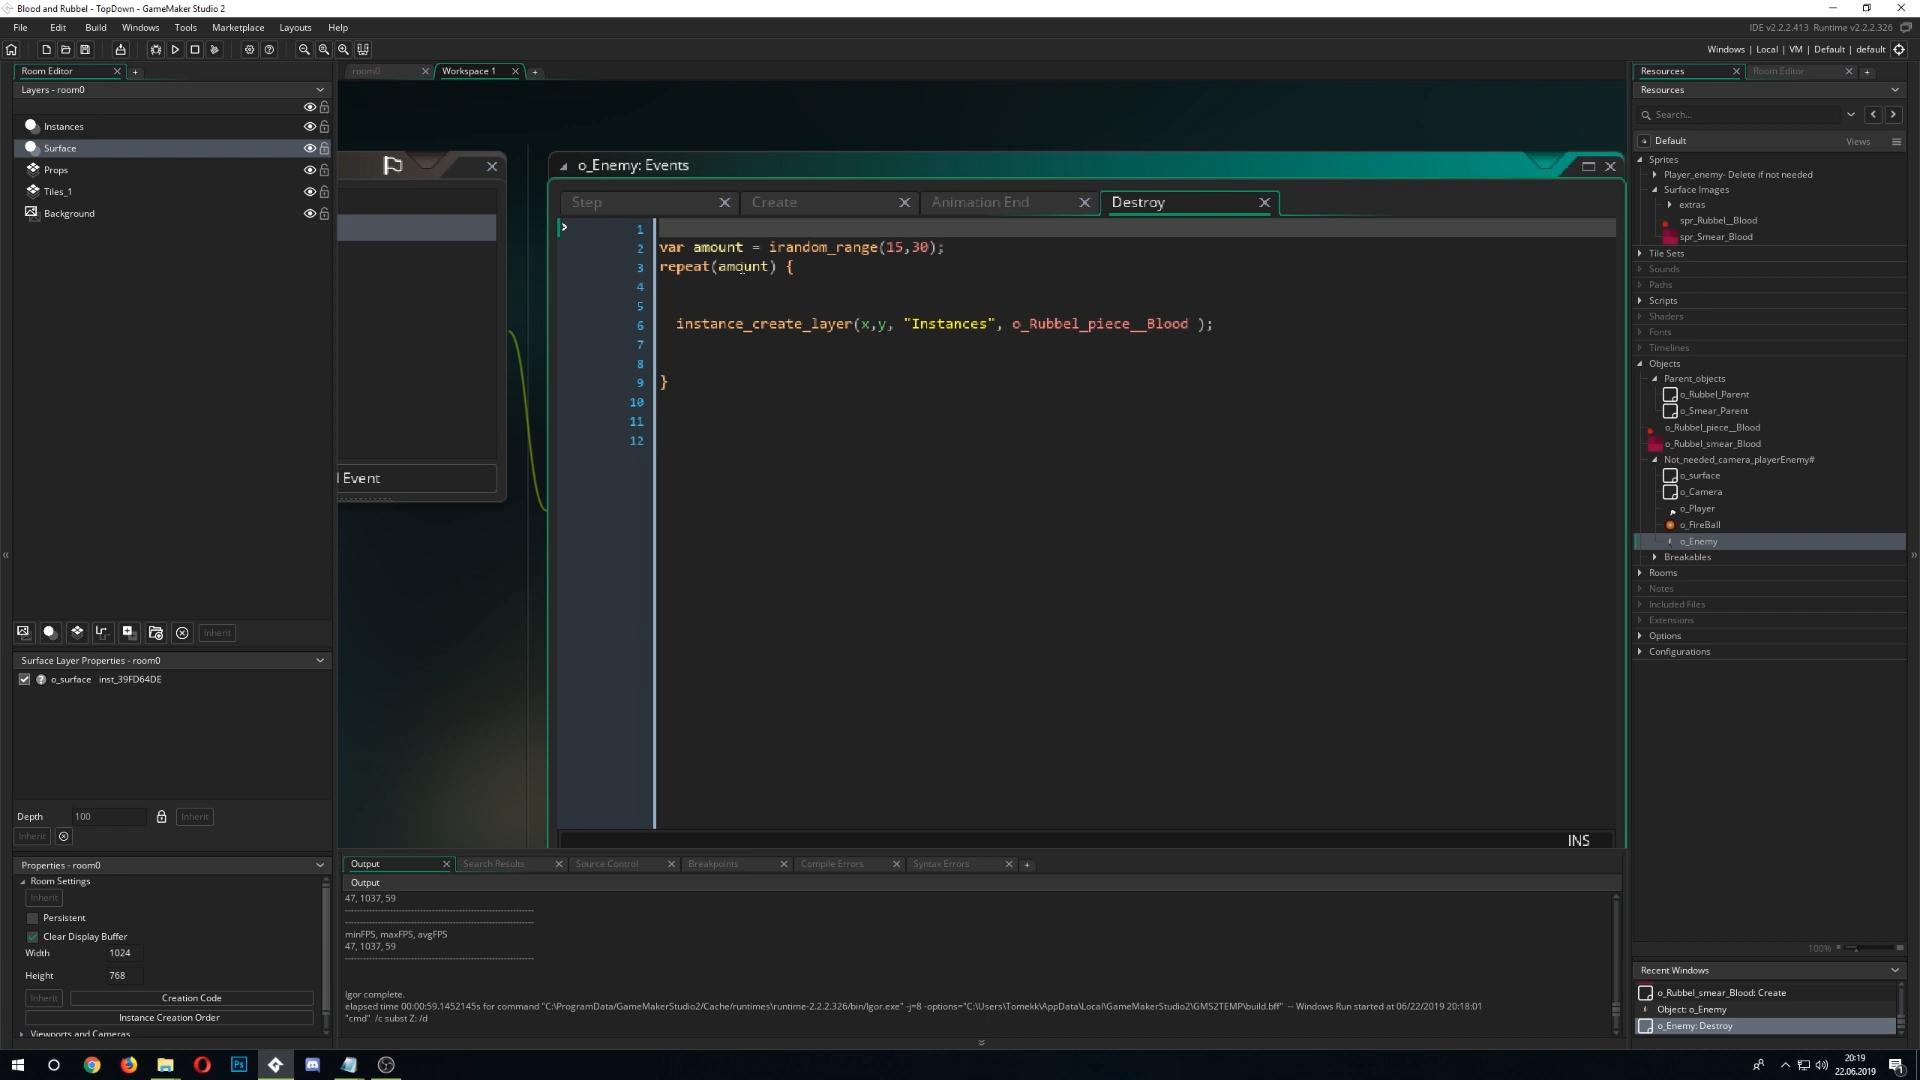 Blood and Rubbel - TopDown - GameMaker Studio 2
File Edit Build Windows Tools Marketplace Layouts Help
IDE v2.2.2.413 Runtime v2.2.2.326
Windows | Local | VM | Default | default
Room Editor
Layers - room0
Instances
Surface
Props
Tiles_1
Background
Inherit
Surface Layer Properties - room0
o_surface inst_39FD64DE
Depth 100 Inherit
Inherit
Properties - room0
Room Settings
Inherit
Persistent
Clear Display Buffer
Width 1024
Height 768
Inherit Creation Code
Instance Creation Order
Viewports and Cameras
room0 Workspace 1
Event
o_Enemy: Events
Step Create Animation End Destroy
1
2 var amount = irandom_range(15,30);
3 repeat(amount) {
4
5
6 instance_create_layer(x,y, "Instances", o_Rubbel_piece__Blood );
7
8
9 }
10
11
12
INS
Output Search Results Source Control Breakpoints Compile Errors Syntax Errors
Output
47, 1037, 59
minFPS, maxFPS, avgFPS
47, 1037, 59
Igor complete.
elapsed time 00:00:59.1452145s for command "C:\ProgramData/GameMakerStudio2/Cache/runtimes\runtime-2.2.2.326/bin/Igor.exe" -j=8 -options="C:\Users\Tomekk\AppData\Local\GameMakerStudio2\GMS2TEMP\build.bff" -- Windows Run started at 06/22/2019 20:18:01
"cmd" /c subst Z: /d
Resources Room Editor
Resources
Search...
Default Views
Sprites
Player_enemy- Delete if not needed
Surface Images
extras
spr_Rubbel__Blood
spr_Smear_Blood
Tile Sets
Sounds
Paths
Scripts
Shaders
Fonts
Timelines
Objects
Parent_objects
o_Rubbel_Parent
o_Smear_Parent
o_Rubbel_piece__Blood
o_Rubbel_smear_Blood
Not_needed_camera_playerEnemy#
o_surface
o_Camera
o_Player
o_FireBall
o_Enemy
Breakables
Rooms
Notes
Included Files
Extensions
Options
Configurations
100%
Recent Windows
o_Rubbel_smear_Blood: Create
Object: o_Enemy
o_Enemy: Destroy
Ps
20:19
22.06.2019